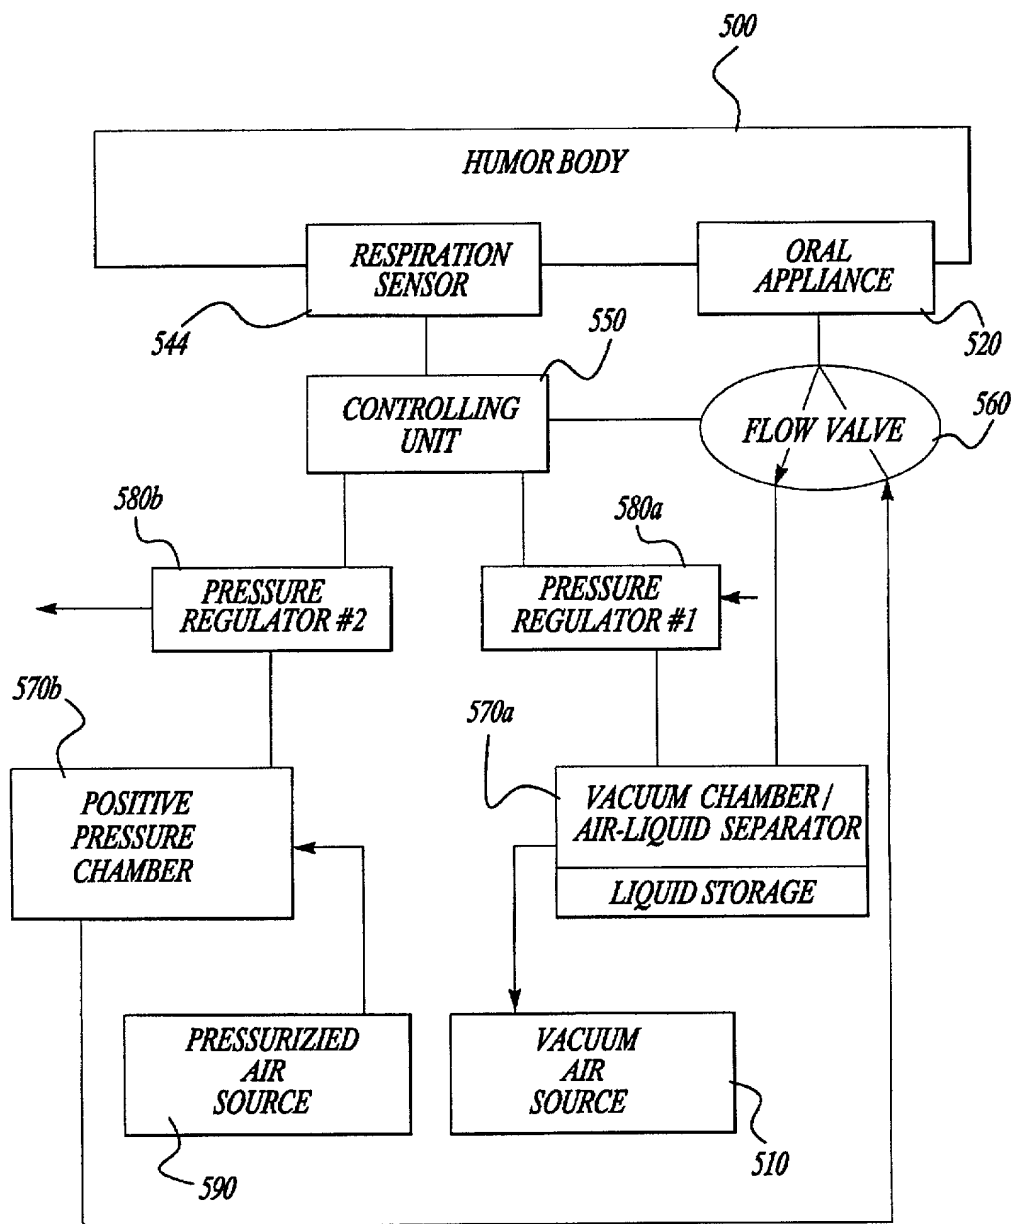 500
HUMOR BODY
RESPIRATION
SENSOR
ORAL
APPLIANCE
544
550
520
CONTROLLING
UNIT
FLOW VALVE
560
580b
580a
PRESSURE
REGULATOR #2
PRESSURE
REGULATOR #1
570b
570a
POSITIVE
PRESSURE
CHAMBER
VACUUM CHAMBER /
AIR-LIQUID SEPARATOR
LIQUID STORAGE
PRESSURIZIED
AIR
SOURCE
VACUUM
AIR
SOURCE
590
510